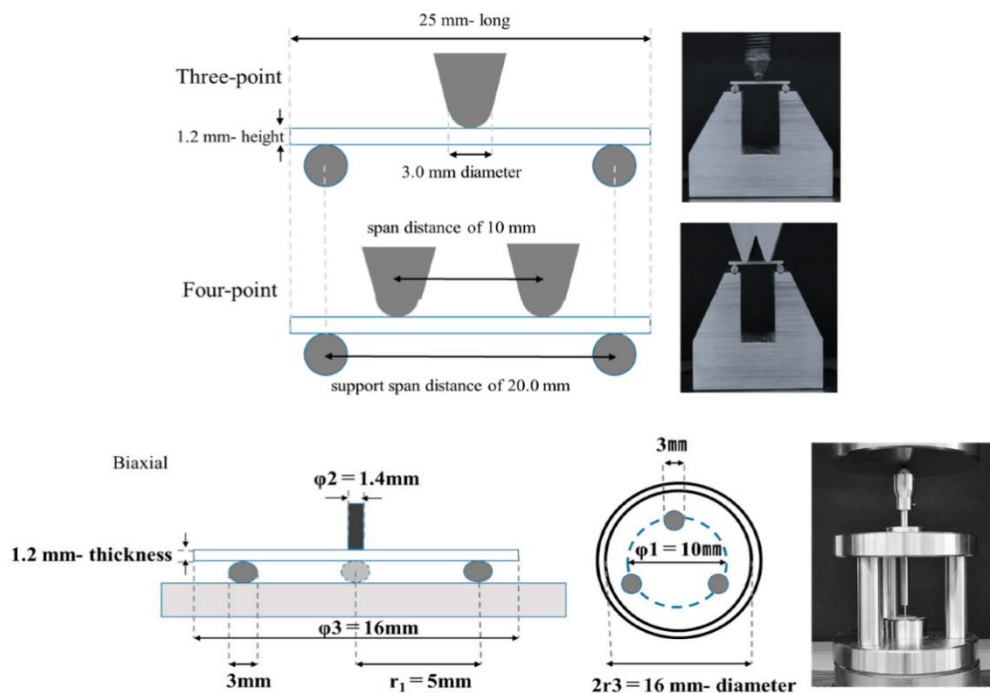 25 mm- long
Three-point
1.2 mm- height
3.0 mm diameter
span distance of 10 mm
Four-point
support span distance of 20.0 mm
Biaxial
φ2＝1.4mm
1.2 mm- thickness
φ3＝16mm
3mm
r₁＝5mm
3mm
φ1＝10mm
2r3＝16 mm- diameter